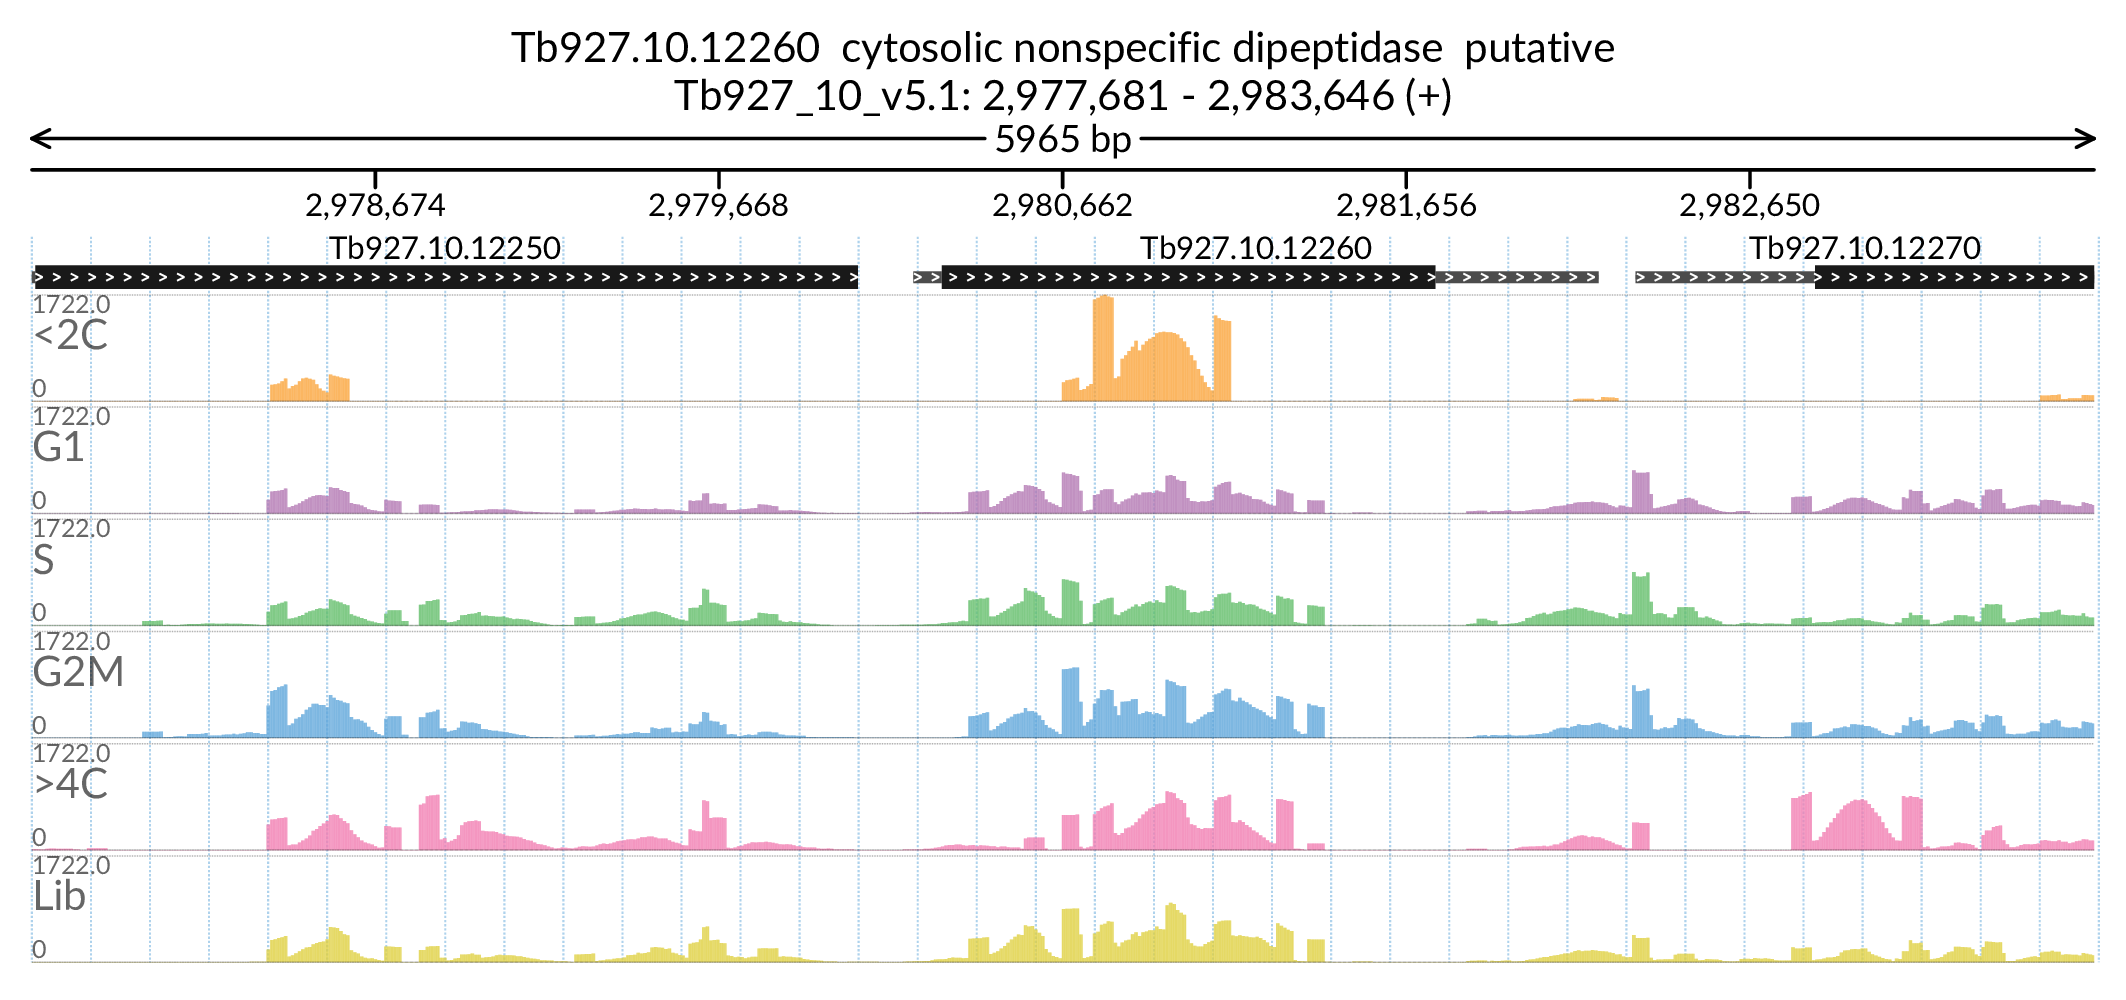 Tb927.10.12260 cytosolic nonspecific dipeptidase putative
Tb927_10_v5.1: 2,977,681 - 2,983,646 (+)
5965 bp
2,978,674 2,979,668 2,980,662 2,981,656 2,982,650
Tb927.10.12250 Tb927.10.12260 Tb927.10.12270
1722.0
<2C
0
1722.0
G1
0
1722.0
S
0
1722.0
G2M
0
1722.0
>4C
0
1722.0
Lib
0